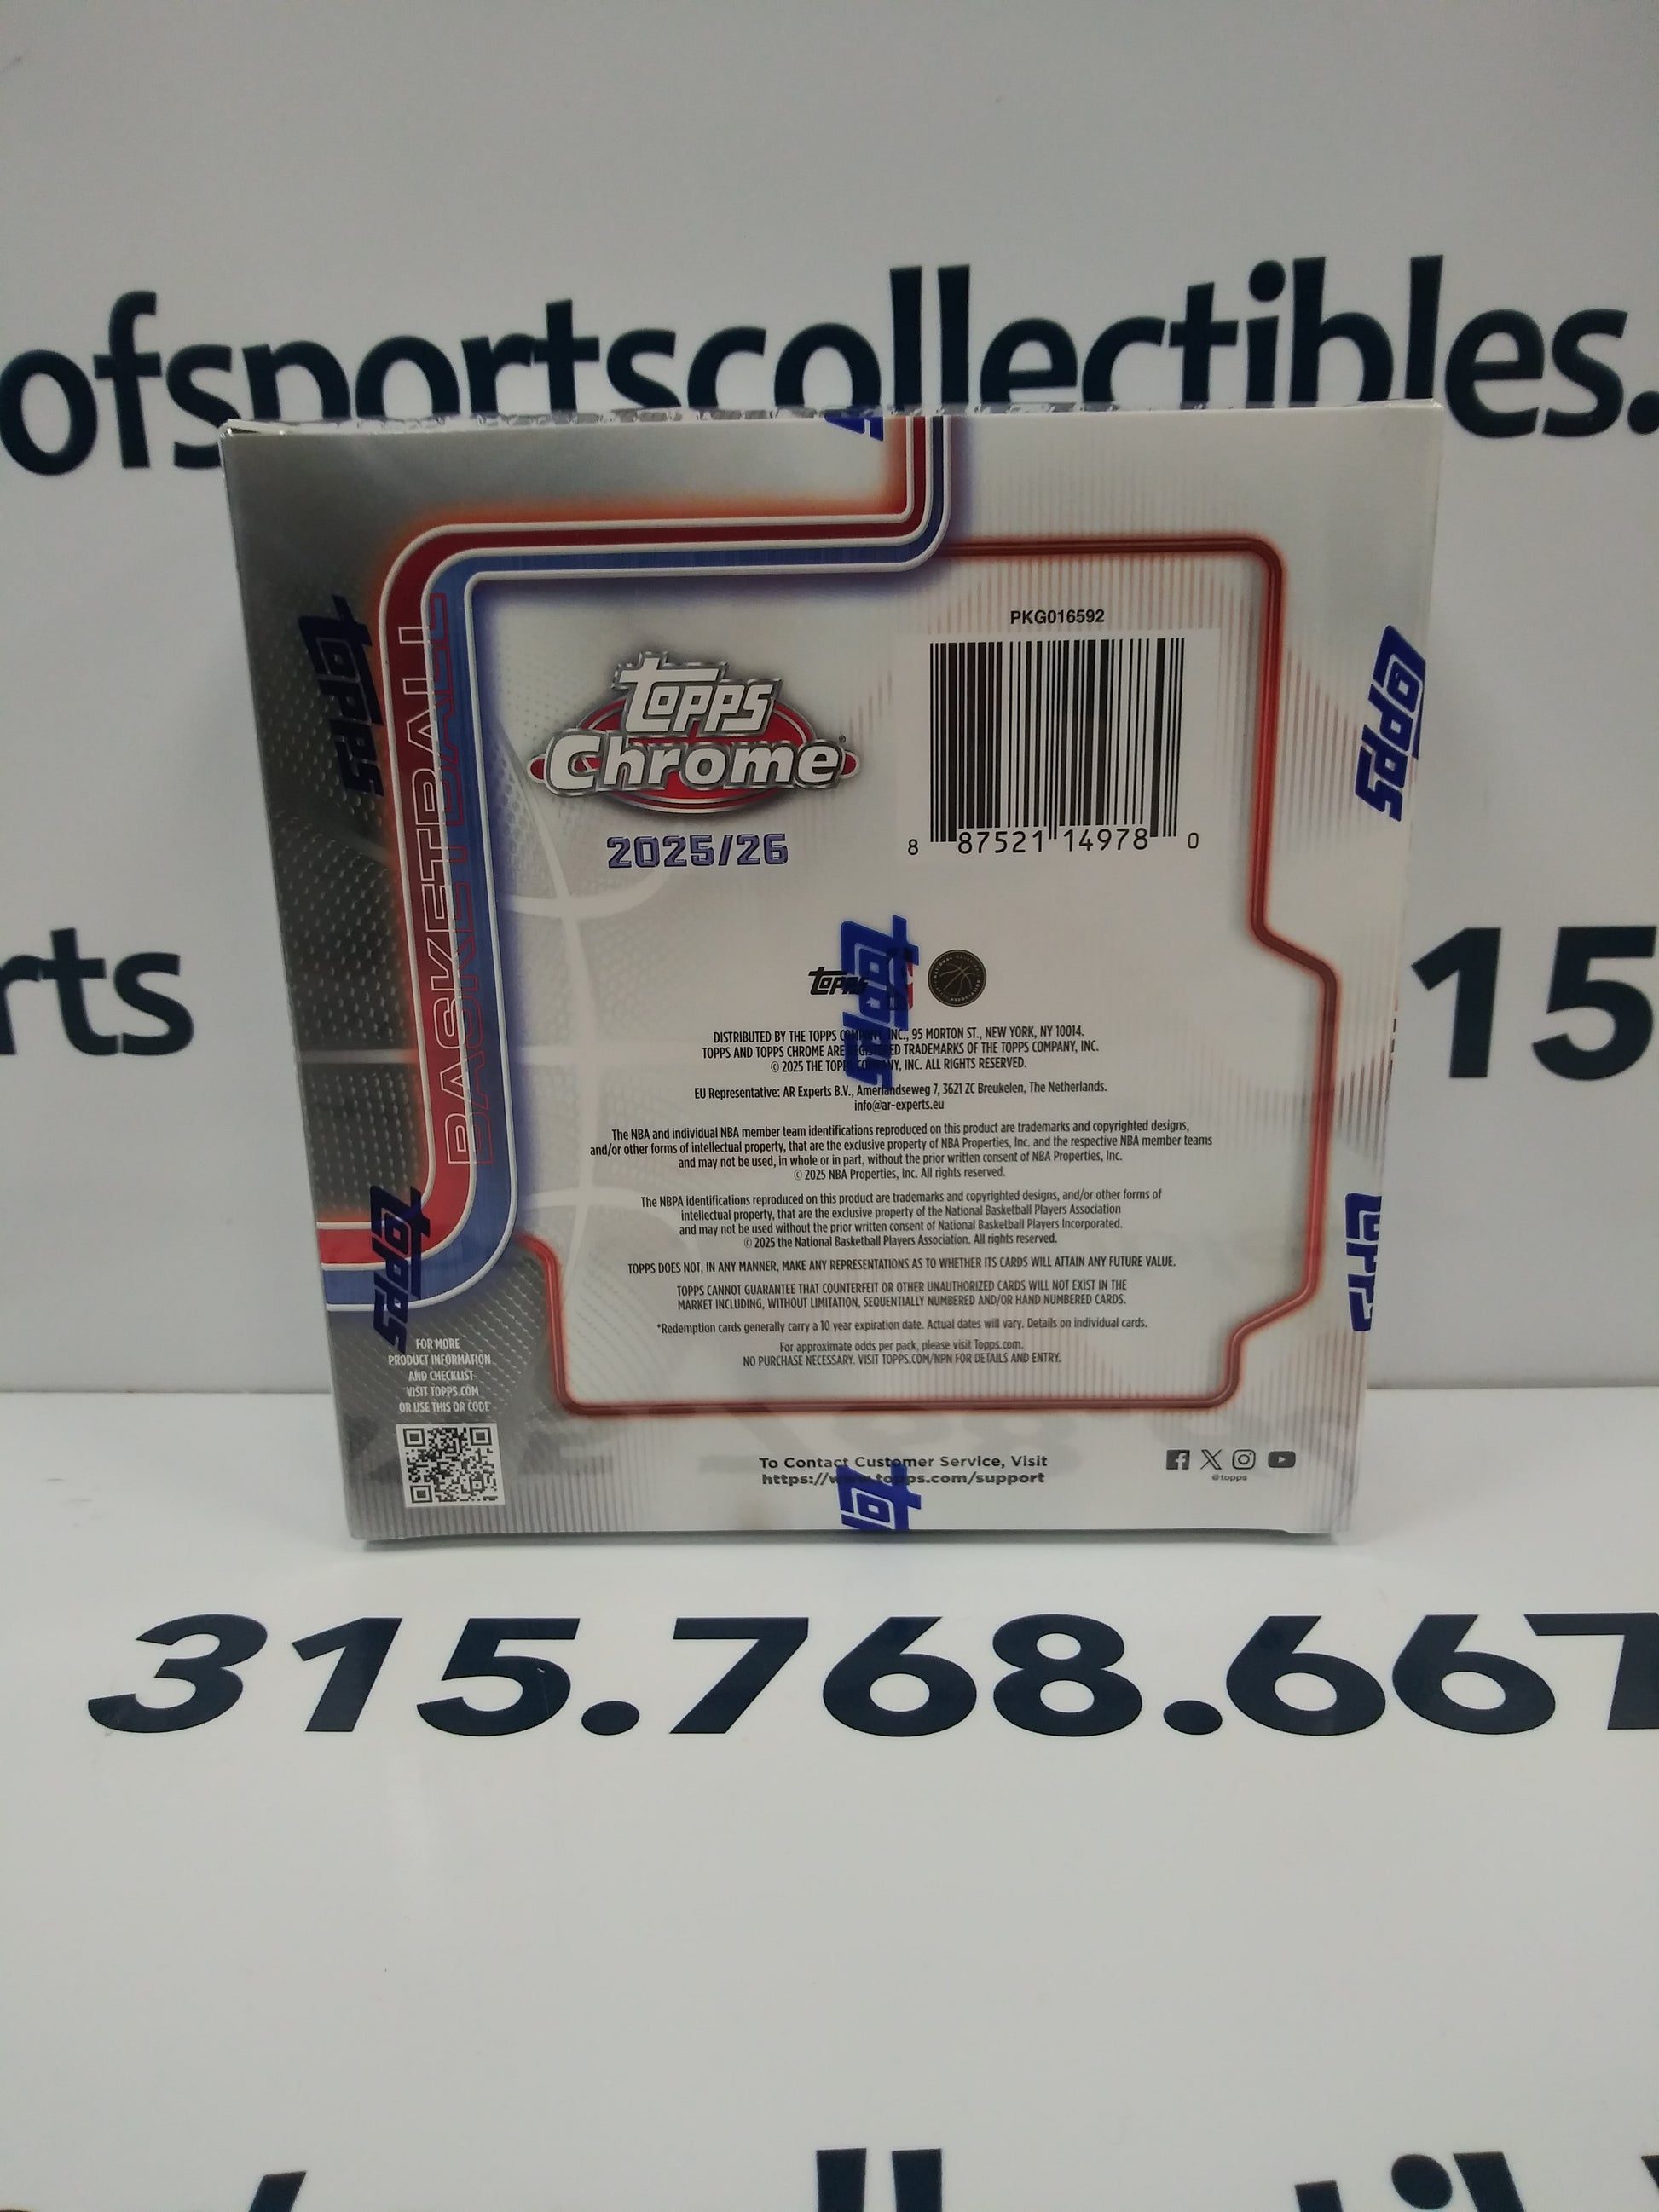 ofsportscollectibles.
Topps
PKG016592
Topps
Chrome®
2025/26
8 87521 14978 0
BASKETBALL
Topps
Topps
rts
15
Topps
Topps
DISTRIBUTED BY THE TOPPS COMPANY, INC., 95 MORTON ST., NEW YORK, NY 10014.
TOPPS AND TOPPS CHROME ARE REGISTERED TRADEMARKS OF THE TOPPS COMPANY, INC.
© 2025 THE TOPPS COMPANY, INC. ALL RIGHTS RESERVED.
EU Representative: AR Experts B.V., Amerlandseweg 7, 3621 ZC Breukelen, The Netherlands.
info@ar-experts.eu
The NBA and individual NBA member team identifications reproduced on this product are trademarks and copyrighted designs,
and/or other forms of intellectual property, that are the exclusive property of NBA Properties, Inc. and the respective NBA member teams
and may not be used, in whole or in part, without the prior written consent of NBA Properties, Inc.
© 2025 NBA Properties, Inc. All rights reserved.
The NBPA identifications reproduced on this product are trademarks and copyrighted designs, and/or other forms of
intellectual property, that are the exclusive property of the National Basketball Players Association
and may not be used without the prior written consent of National Basketball Players Incorporated.
© 2025 the National Basketball Players Association. All rights reserved.
TOPPS DOES NOT, IN ANY MANNER, MAKE ANY REPRESENTATIONS AS TO WHETHER ITS CARDS WILL ATTAIN ANY FUTURE VALUE.
TOPPS CANNOT GUARANTEE THAT COUNTERFEIT OR OTHER UNAUTHORIZED CARDS WILL NOT EXIST IN THE
MARKET INCLUDING, WITHOUT LIMITATION, SEQUENTIALLY NUMBERED AND/OR HAND NUMBERED CARDS.
*Redemption cards generally carry a 10 year expiration date. Actual dates will vary. Details on individual cards.
For approximate odds per pack, please visit Topps.com.
NO PURCHASE NECESSARY. VISIT TOPPS.COM/NPN FOR DETAILS AND ENTRY.
Topps
FOR MORE
PRODUCT INFORMATION
AND CHECKLIST
VISIT TOPPS.COM
OR USE THIS QR CODE
To Contact Customer Service, Visit
https://www.topps.com/support
@topps
315.768.661